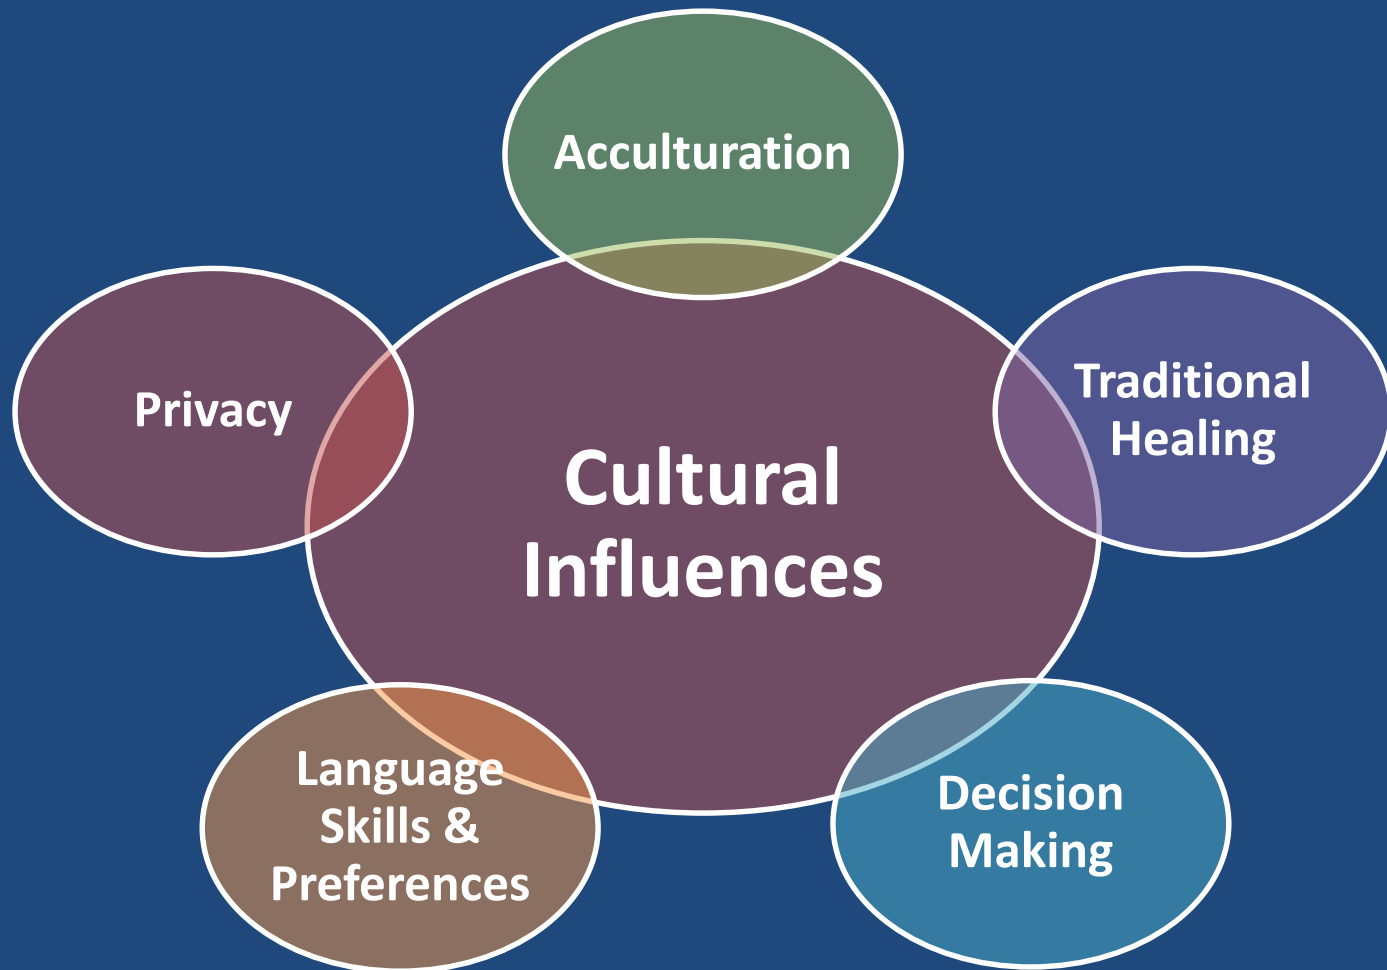 Acculturation
Privacy
Traditional
Healing
Cultural
Influences
Language
Skills &
Preferences
Decision
Making